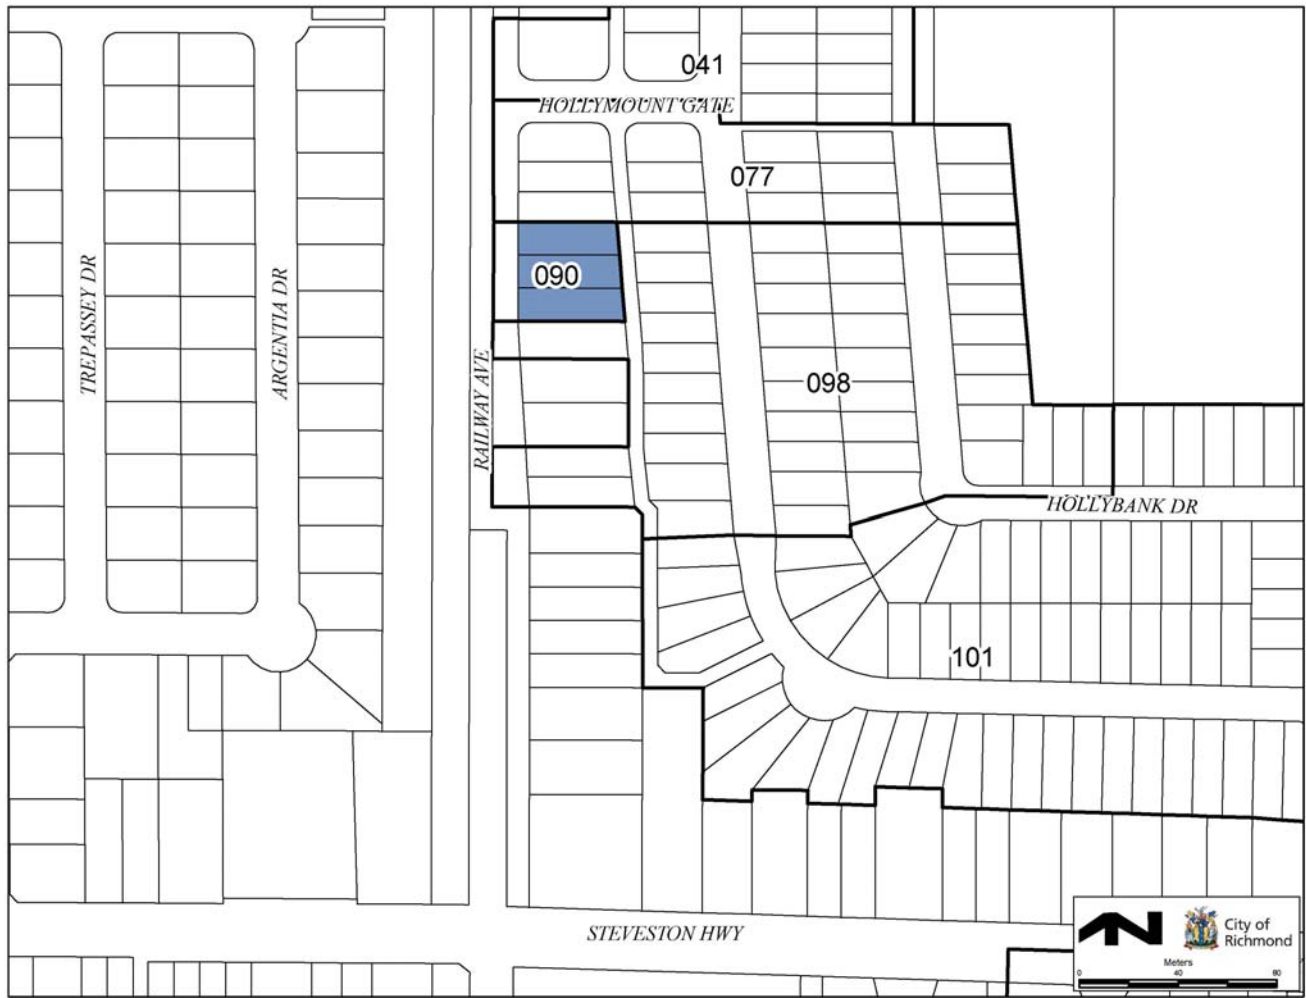 041
HOLLYMOUNT GATE
077
TREPASSEY DR
ARGENTIA DR
090
RAILWAY AVE
098
HOLLYBANK DR
101
STEVESTON HWY
N
City of
Richmond
Meters
0 40 80